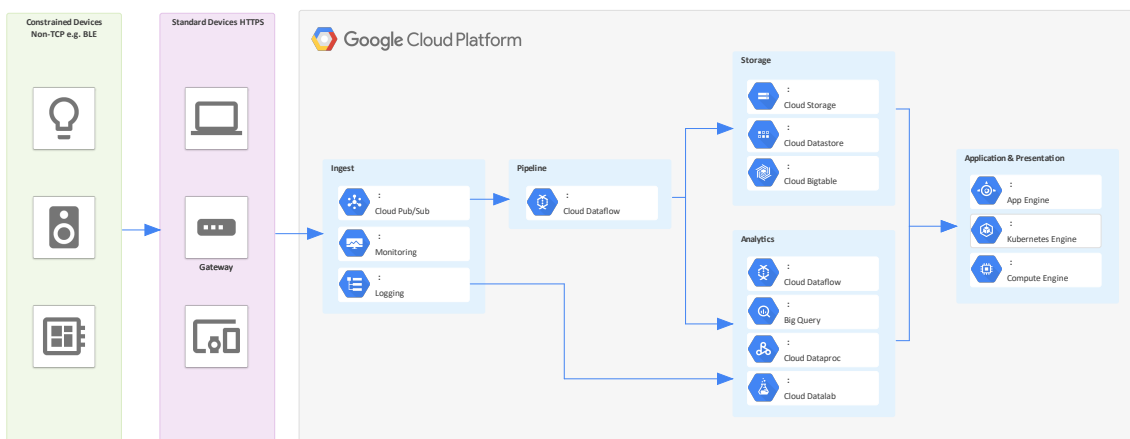 Constrained Devices
Non-TCP e.g. BLE
Standard Devices HTTPS
Gateway
Google Cloud Platform
Ingest
:
Cloud Pub/Sub
:
Monitoring
:
Logging
Pipeline
:
Cloud Dataflow
Storage
:
Cloud Storage
:
Cloud Datastore
:
Cloud Bigtable
Analytics
:
Cloud Dataflow
:
Big Query
:
Cloud Dataproc
:
Cloud Datalab
Application & Presentation
:
App Engine
:
Kubernetes Engine
:
Compute Engine